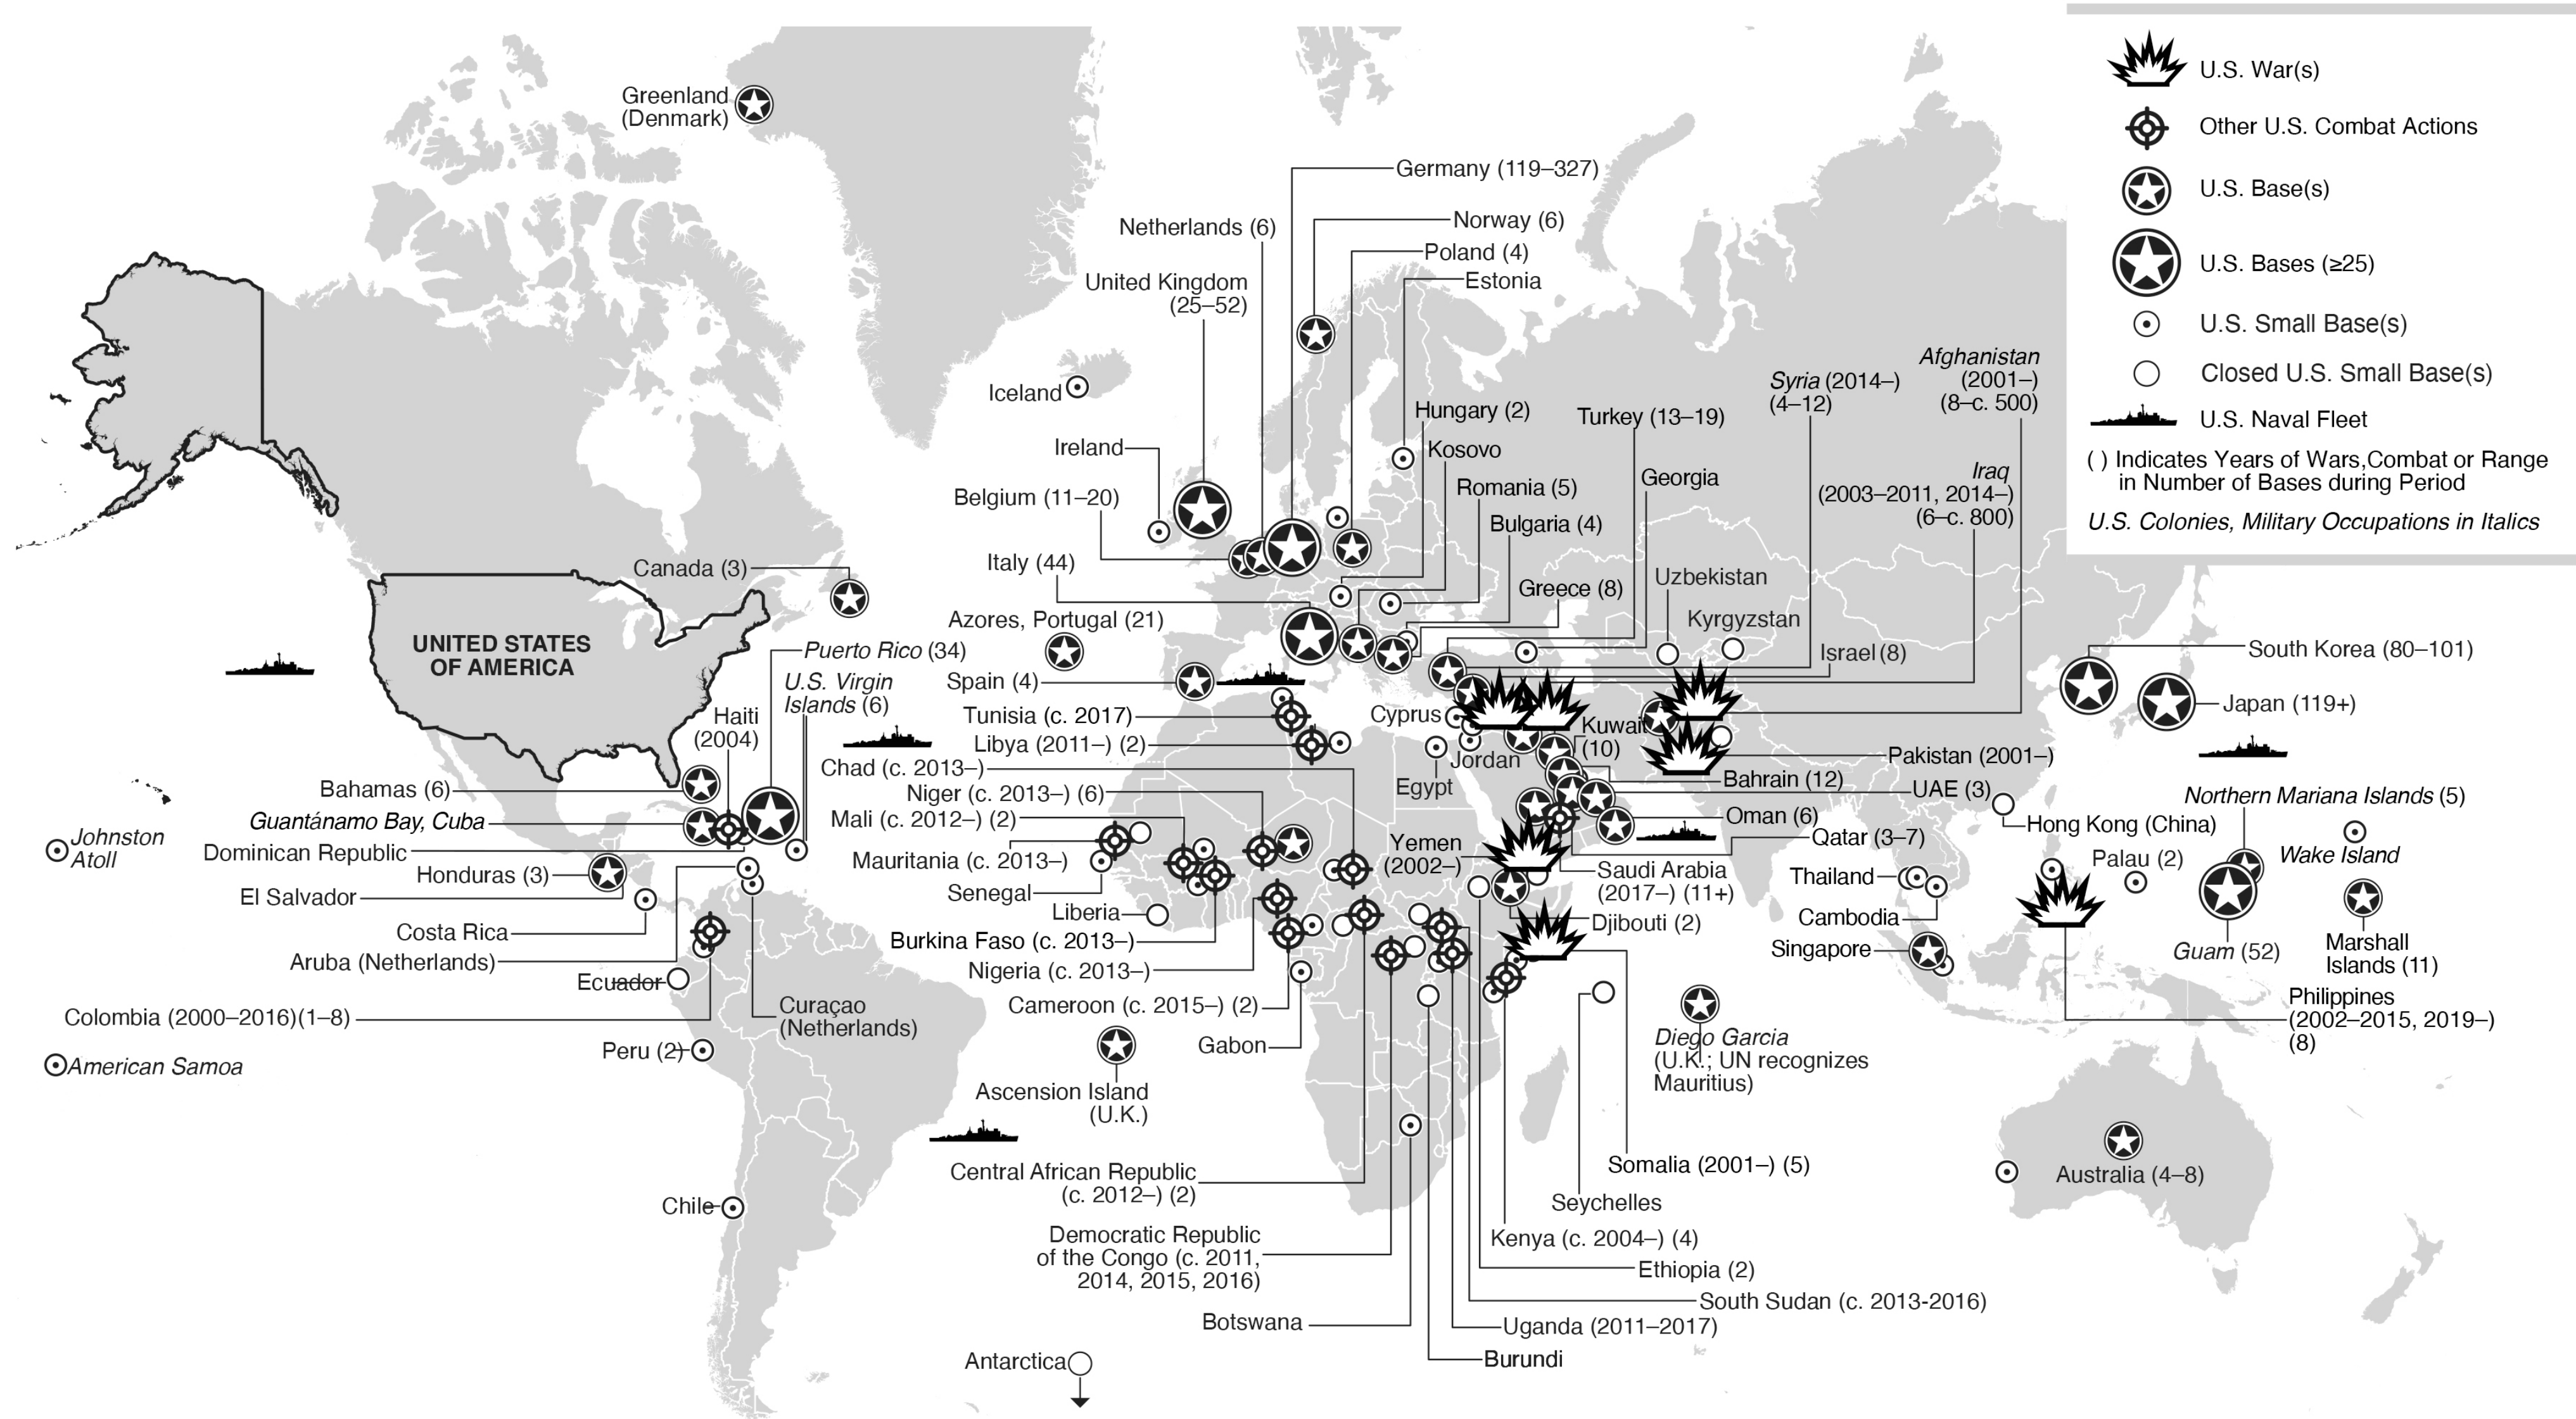 Greenland
(Denmark)
Germany (119–327)
Netherlands (6)
Norway (6)
Poland (4)
United Kingdom
(25–52)
Estonia
Iceland
Ireland
Belgium (11–20)
Italy (44)
Hungary (2)
Kosovo
Romania (5)
Bulgaria (4)
Greece (8)
Turkey (13–19)
Georgia
Syria (2014–)
(4–12)
Afghanistan
(2001–)
(8–c. 500)
Iraq
(2003–2011, 2014–)
(6–c. 800)
Uzbekistan
Kyrgyzstan
Israel (8)
U.S. War(s)
Other U.S. Combat Actions
U.S. Base(s)
U.S. Bases (≥25)
U.S. Small Base(s)
Closed U.S. Small Base(s)
U.S. Naval Fleet
( ) Indicates Years of Wars,Combat or Range
in Number of Bases during Period
U.S. Colonies, Military Occupations in Italics
Canada (3)
UNITED STATES
OF AMERICA
Azores, Portugal (21)
Puerto Rico (34)
U.S. Virgin
Islands (6)
Haiti
(2004)
Spain (4)
Tunisia (c. 2017)
Libya (2011–) (2)
Chad (c. 2013–)
Niger (c. 2013–) (6)
Mali (c. 2012–) (2)
Mauritania (c. 2013–)
Senegal
Liberia
Burkina Faso (c. 2013–)
Nigeria (c. 2013–)
Cameroon (c. 2015–) (2)
Gabon
Bahamas (6)
Guantánamo Bay, Cuba
Dominican Republic
Honduras (3)
El Salvador
Costa Rica
Aruba (Netherlands)
Ecuador
Colombia (2000–2016)(1–8)
Curaçao
(Netherlands)
Peru (2)
Johnston
Atoll
American Samoa
Chile
Ascension Island
(U.K.)
Central African Republic
(c. 2012–) (2)
Democratic Republic
of the Congo (c. 2011,
2014, 2015, 2016)
Botswana
Antarctica
Cyprus
Egypt
Jordan
Kuwait
(10)
Pakistan (2001–)
Bahrain (12)
UAE (3)
Oman (6)
Qatar (3–7)
Yemen
(2002–)
Saudi Arabia
(2017–) (11+)
Djibouti (2)
Diego Garcia
(U.K.; UN recognizes
Mauritius)
Somalia (2001–) (5)
Seychelles
Kenya (c. 2004–) (4)
Ethiopia (2)
South Sudan (c. 2013-2016)
Uganda (2011–2017)
Burundi
South Korea (80–101)
Japan (119+)
Northern Mariana Islands (5)
Hong Kong (China)
Palau (2)
Wake Island
Thailand
Cambodia
Singapore
Guam (52)
Marshall
Islands (11)
Philippines
(2002–2015, 2019–)
(8)
Australia (4–8)